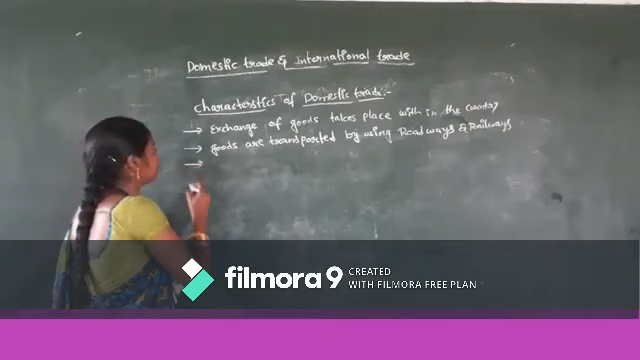 Domestic trade & International trade
Characterstics of Domestic trade:-
→ Exchange of goods takes place with in the country
→ goods are transported by using Roadways & Railways
→
filmora 9 CREATED
WITH FILMORA FREE PLAN